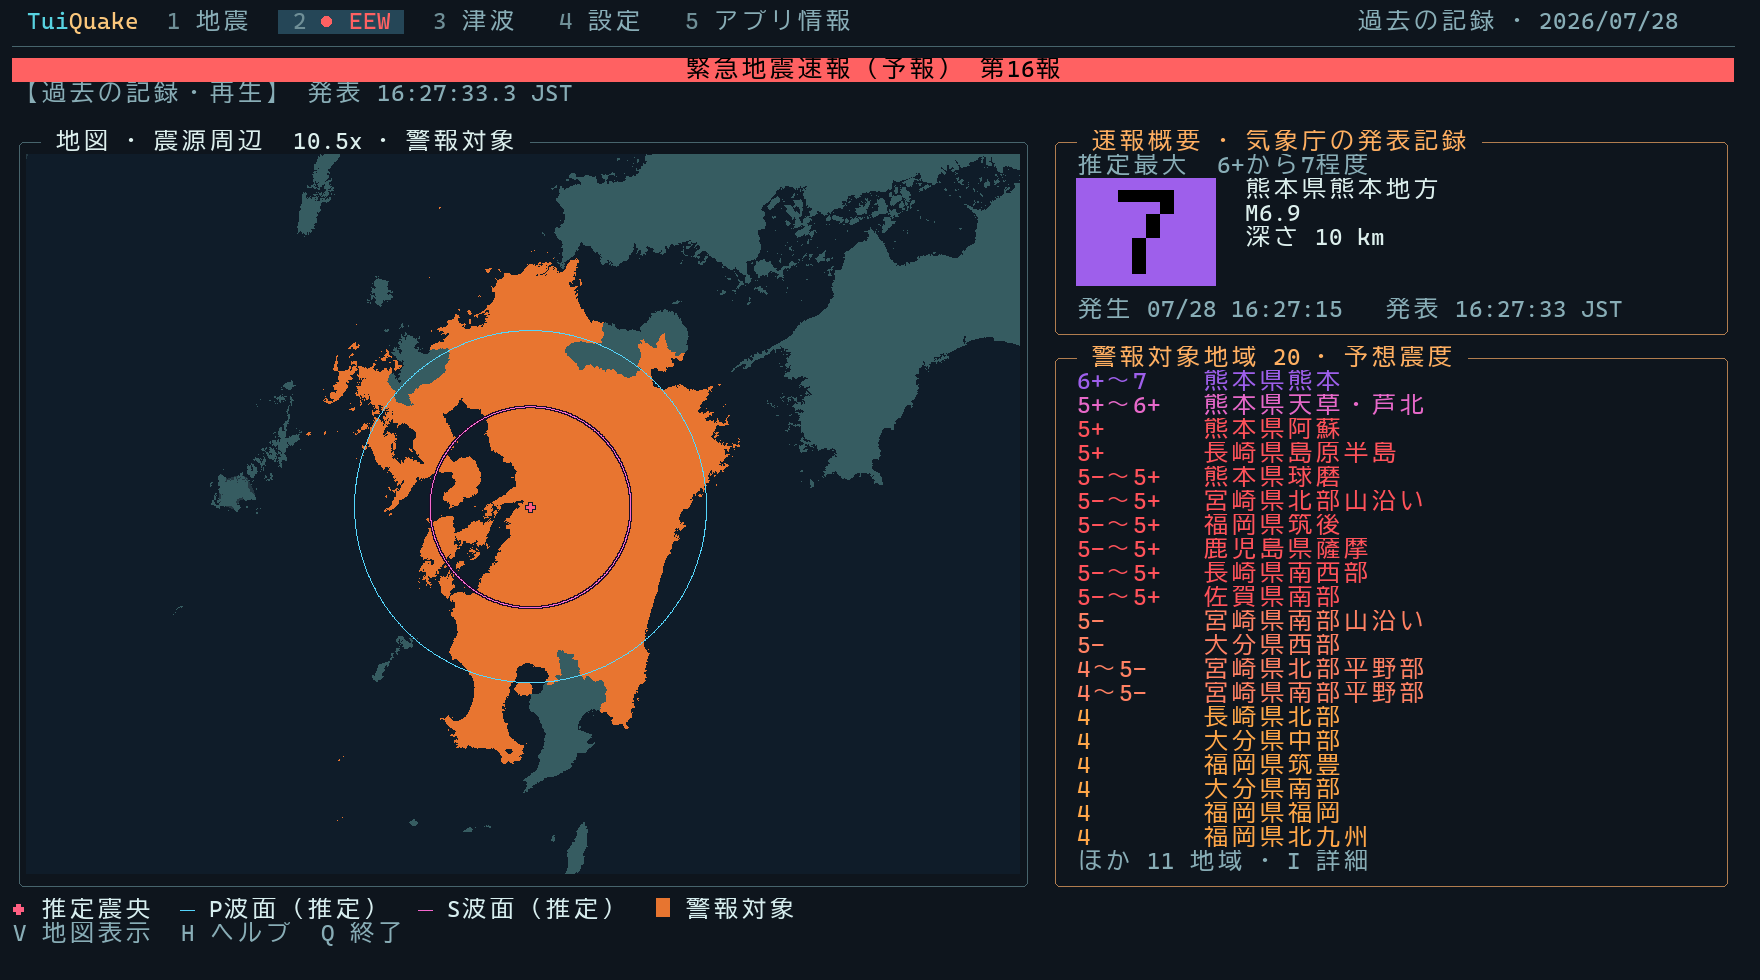 TuiQuake 1 地震 2 ● EEW 3 津波 4 設定 5 アプリ情報 過去の記録 · 2026/07/28
緊急地震速報（予報） 第16報
【過去の記録・再生】 発表 16:27:33.3 JST
地図 · 震源周辺 10.5x · 警報対象
速報概要 · 気象庁の発表記録
推定最大 6+から7程度
7
熊本県熊本地方
M6.9
深さ 10 km
発生 07/28 16:27:15 発表 16:27:33 JST
警報対象地域 20 · 予想震度
6+〜7 熊本県熊本
5+〜6+ 熊本県天草・芦北
5+ 熊本県阿蘇
5+ 長崎県島原半島
5-〜5+ 熊本県球磨
5-〜5+ 宮崎県北部山沿い
5-〜5+ 福岡県筑後
5-〜5+ 鹿児島県薩摩
5-〜5+ 長崎県南西部
5-〜5+ 佐賀県南部
5- 宮崎県南部山沿い
5- 大分県西部
4〜5- 宮崎県北部平野部
4〜5- 宮崎県南部平野部
4 長崎県北部
4 大分県中部
4 福岡県筑豊
4 大分県南部
4 福岡県福岡
4 福岡県北九州
ほか 11 地域 · I 詳細
推定震央 P波面（推定） S波面（推定） 警報対象
V 地図表示 H ヘルプ Q 終了